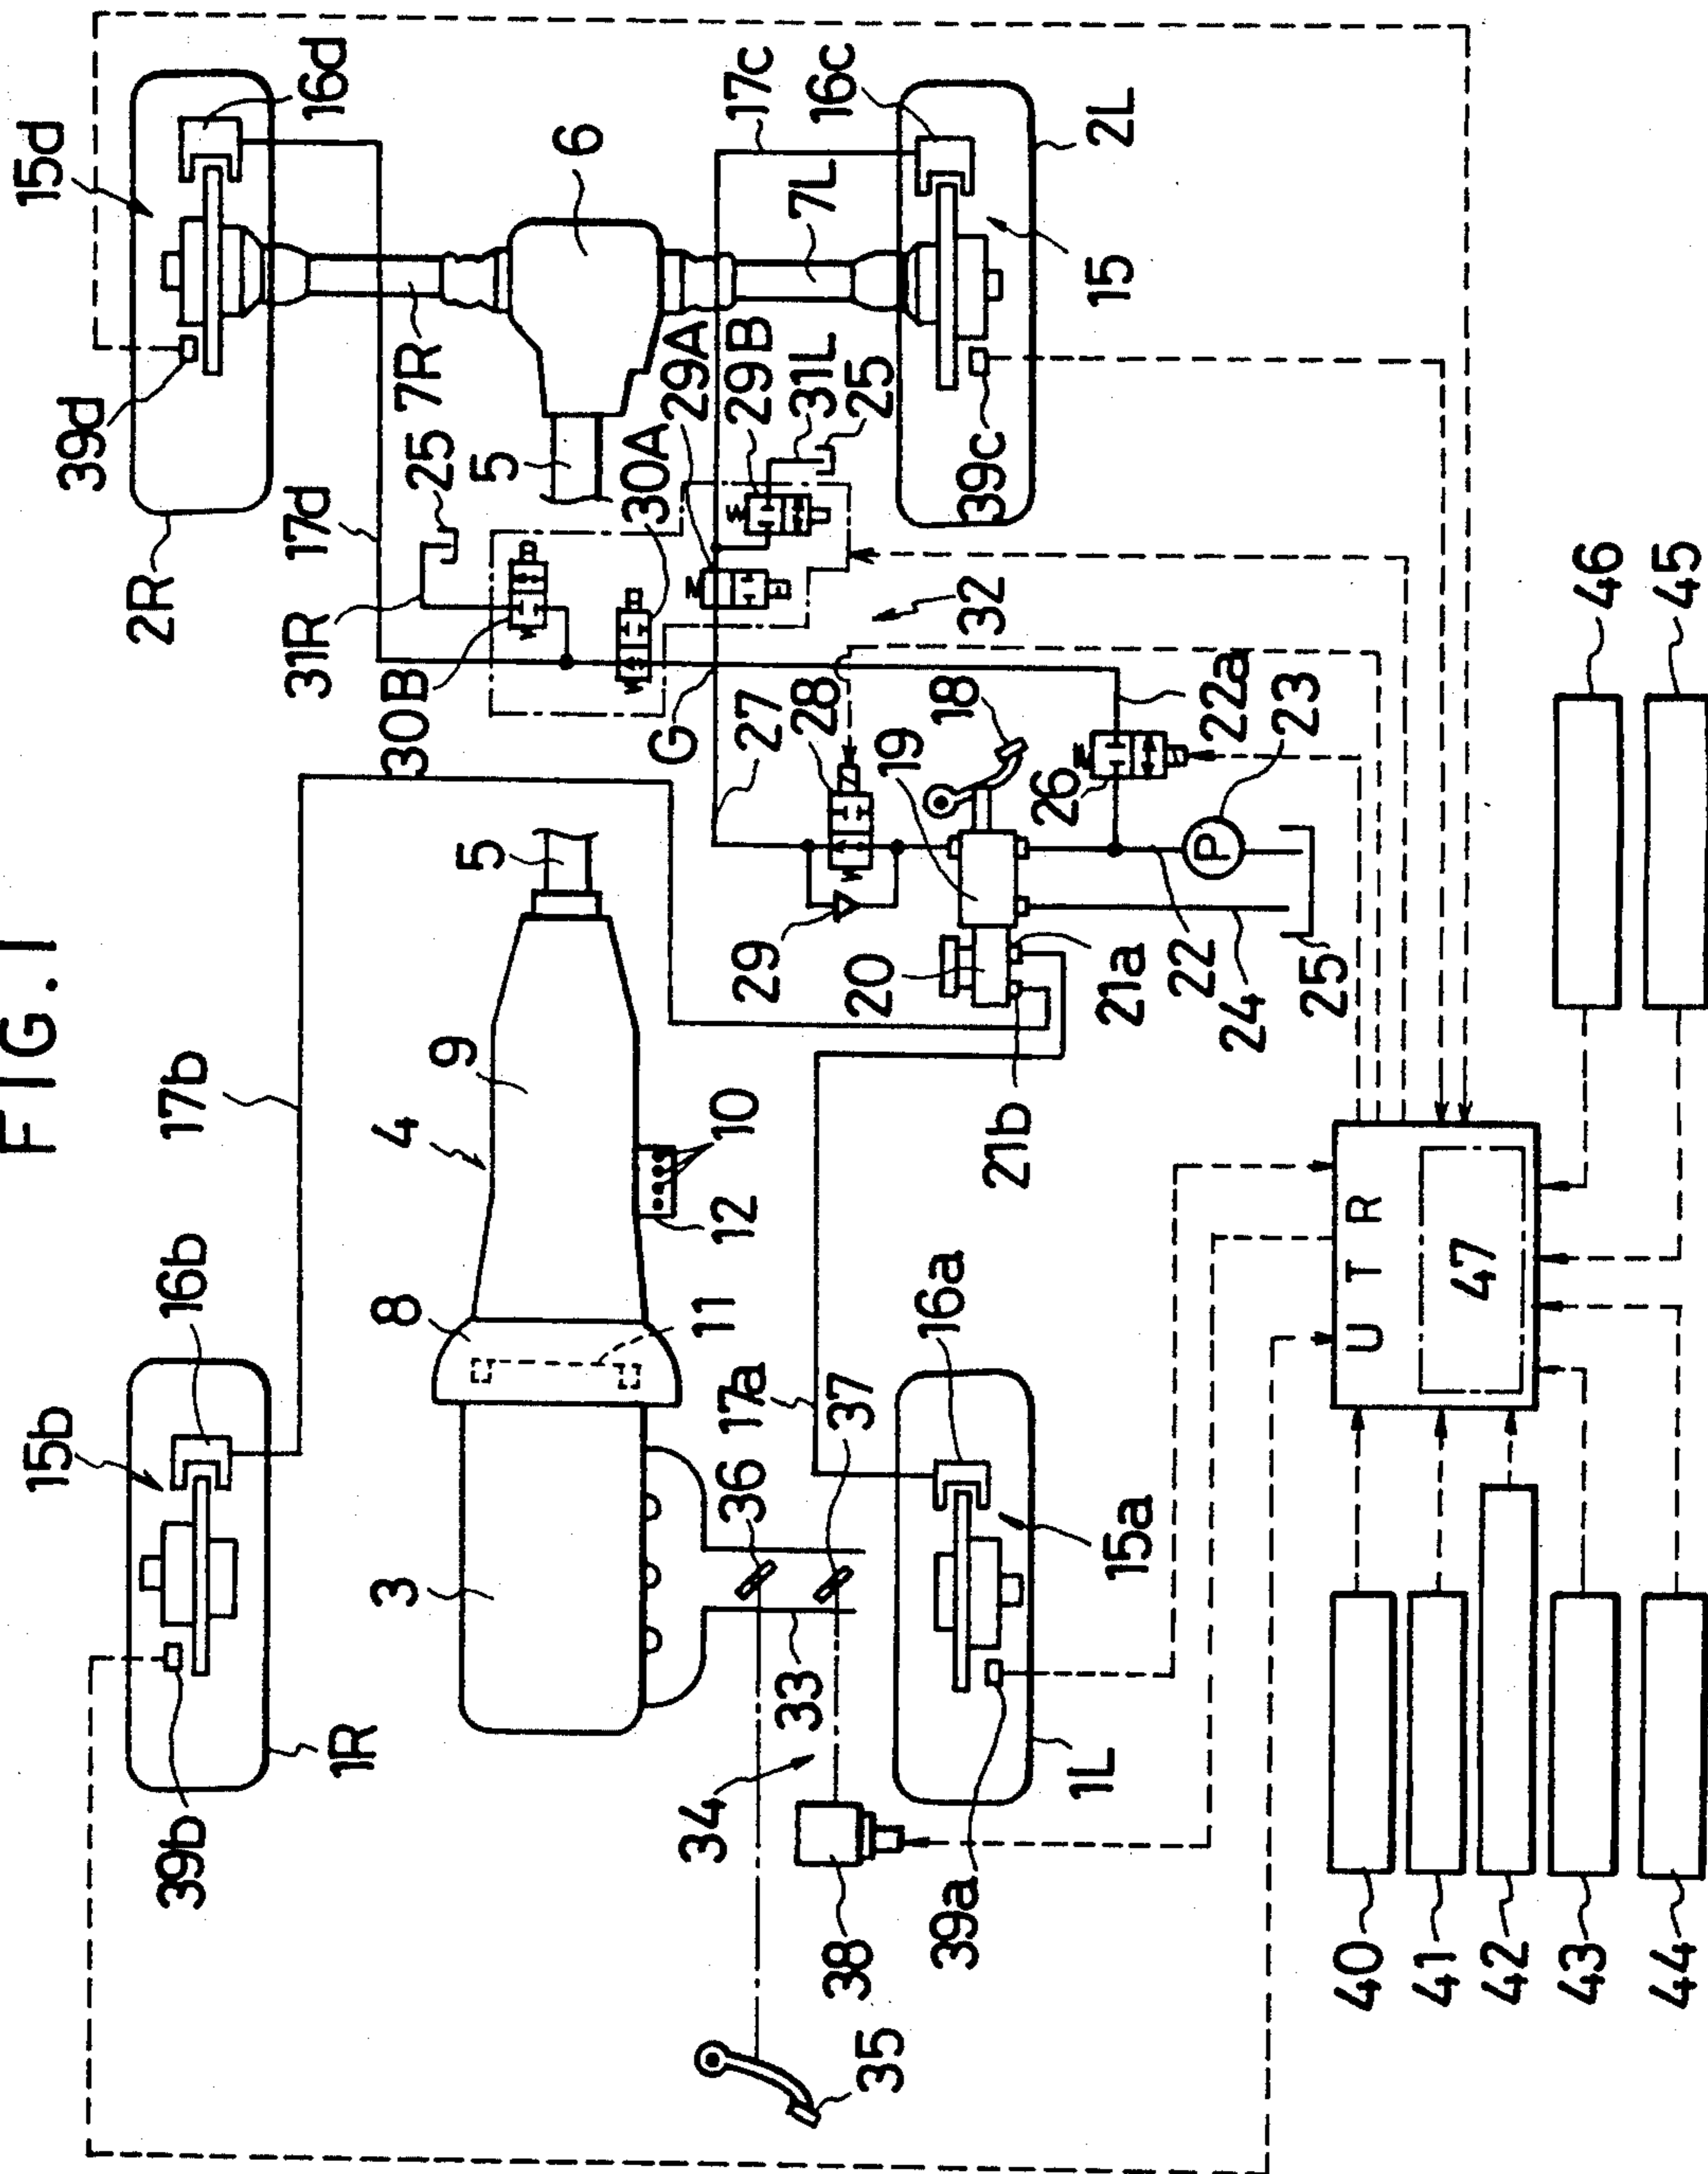 FIG.1
15d
16d
17c
16c
2L
6
7L
15
39d
7R
25
5
29A
29B
31L
25
39c
2R
17d
31R
30B
30A
32
46
45
G
27
28
18
19
26
22a
23
P
5
29
20
21a
22
24
25
17b
9
4
10
12
21b
16b
8
11
16a
U T R
47
15b
17a
37
36
3
15a
33
1R
39b
34
1L
38
39a
35
40
41
42
43
44